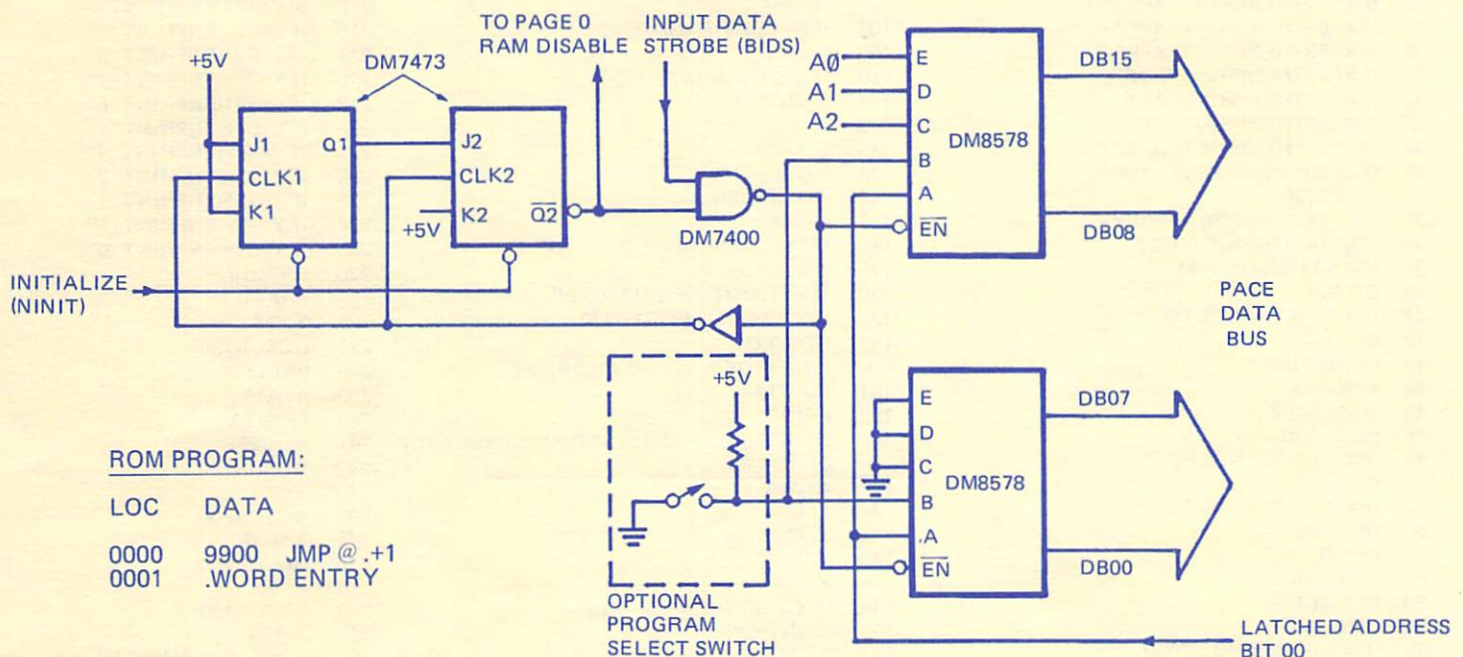 TO PAGE 0
RAM DISABLE
INPUT DATA
STROBE (BIDS)
+5V
DM7473
J1
Q1
CLK1
K1
J2
CLK2
K2
+5V
Q2
DM7400
INITIALIZE
(NINIT)
AØ
A1
A2
E
D
C
B
A
EN
DM8578
DB15
DB08
PACE
DATA
BUS
+5V
OPTIONAL
PROGRAM
SELECT SWITCH
E
D
C
B
.A
EN
DM8578
DB07
DB00
LATCHED ADDRESS
BIT 00
ROM PROGRAM:
LOC DATA
0000 9900 JMP @ .+1
0001 .WORD ENTRY